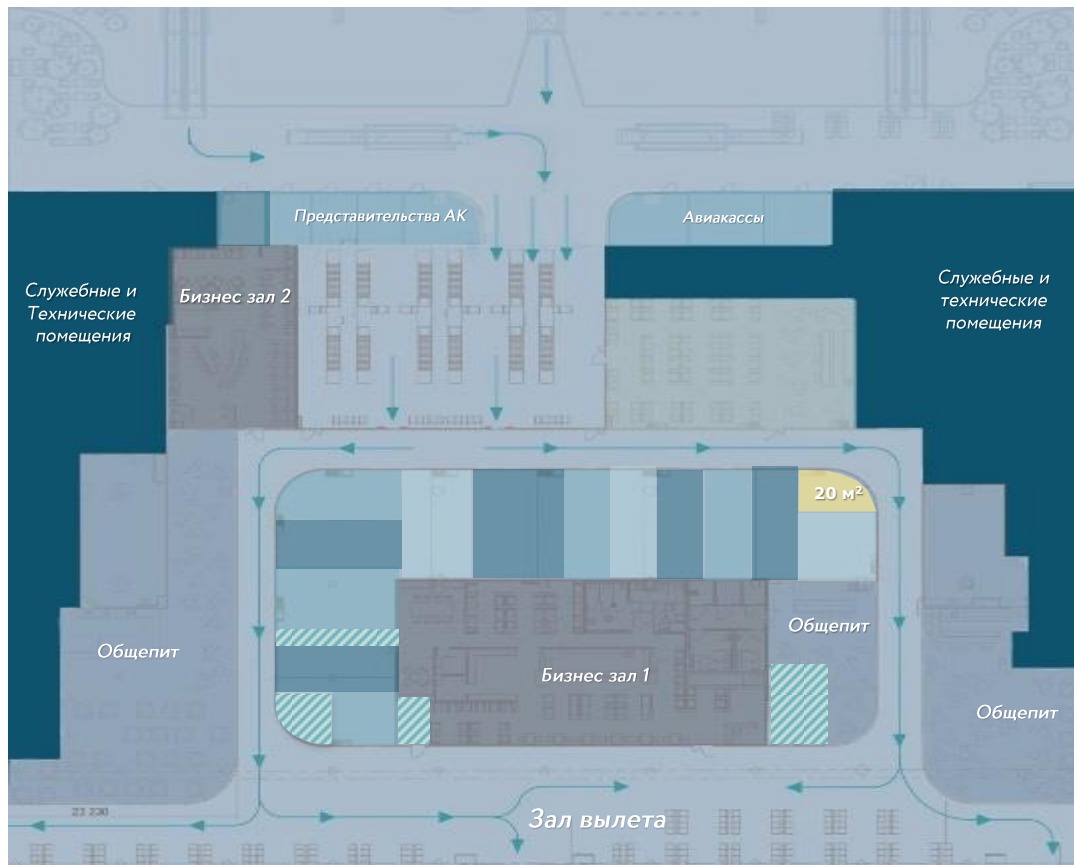 Представительства АК
Авиакассы
Служебные и
Технические
помещения
Бизнес зал 2
Служебные и
технические
помещения
20 м²
Общепит
Общепит
Бизнес зал 1
Общепит
Зал вылета